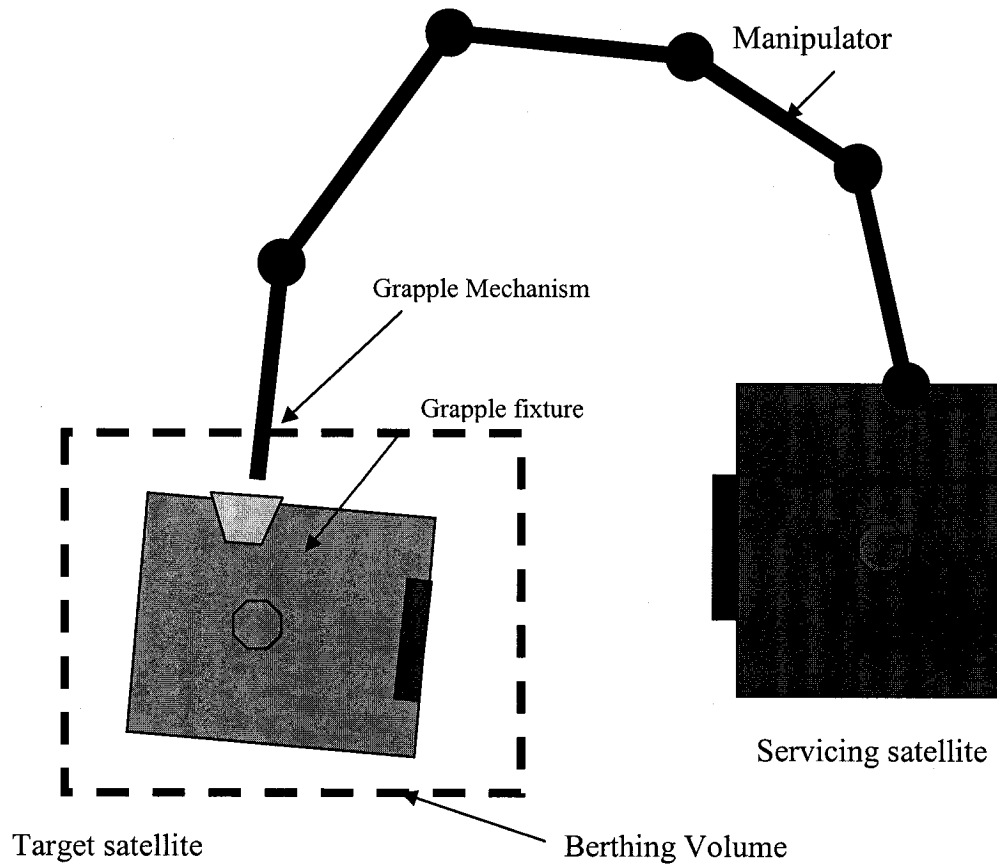 Manipulator
Grapple Mechanism
Grapple fixture
Servicing satellite
Target satellite
Berthing Volume